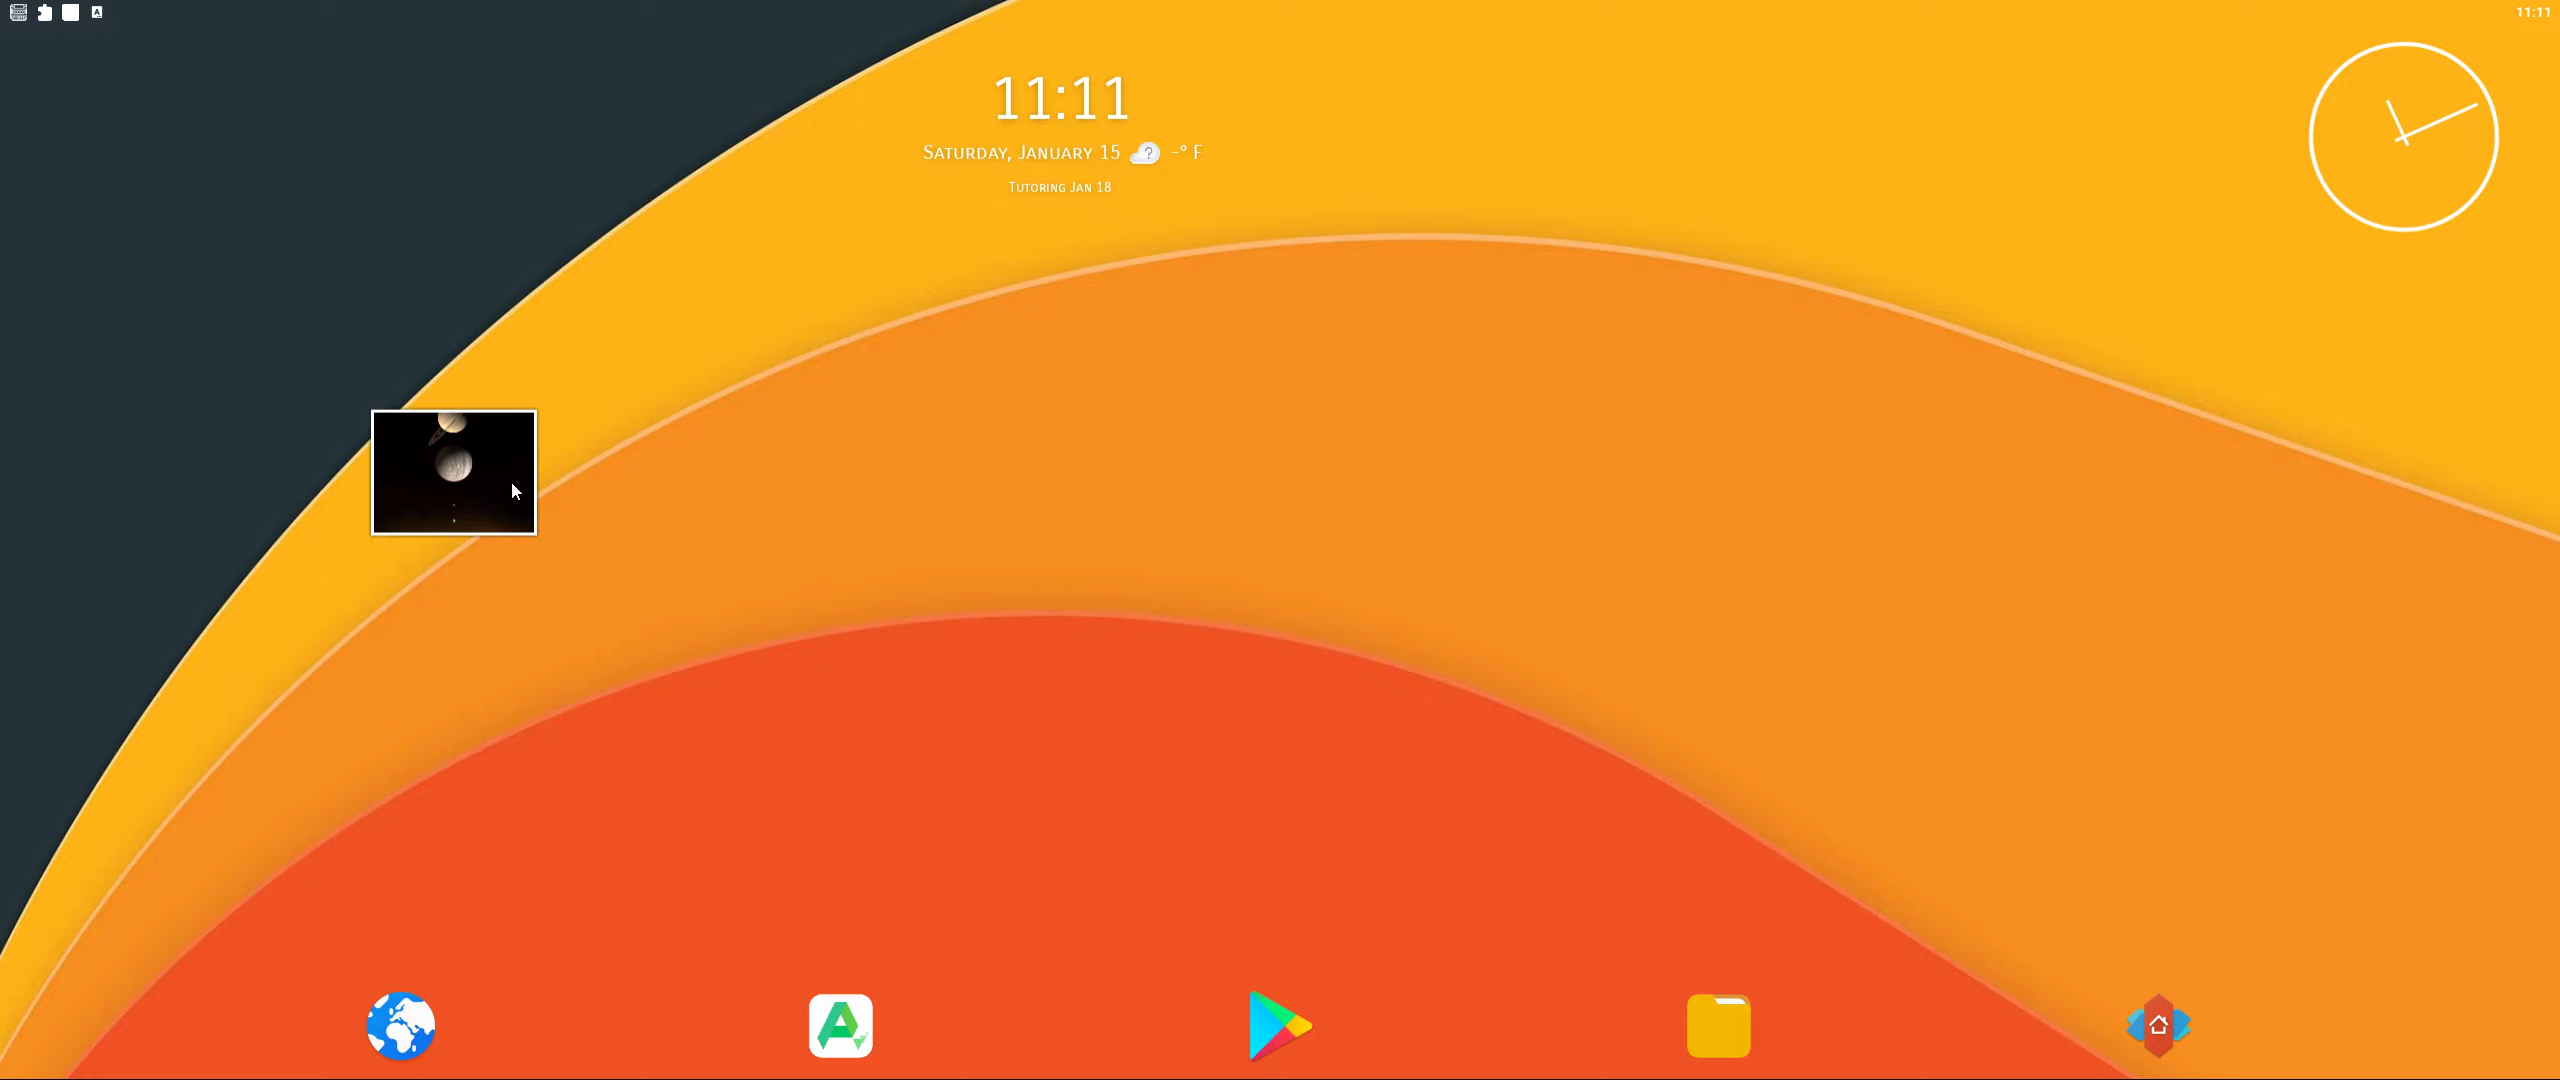 11:11
11:11
SATURDAY, JANUARY 15 ? -° F
TUTORING JAN 18